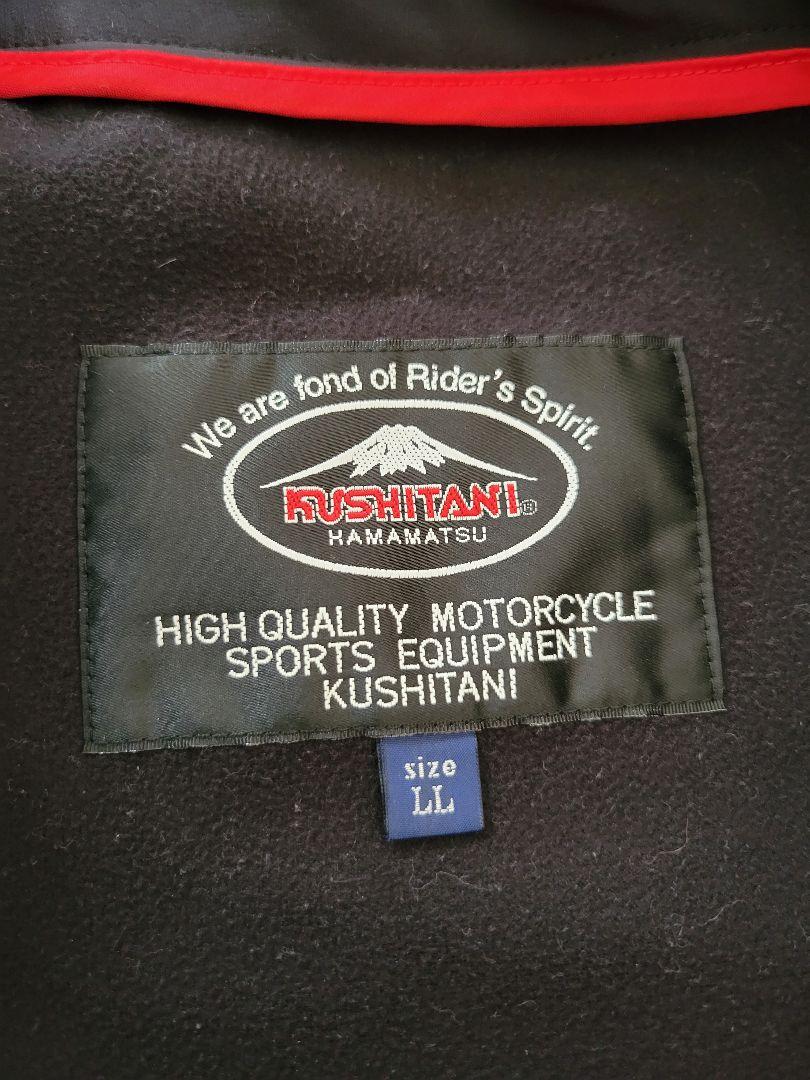 We are fond of Rider's Spirit.
KUSHITANI®
HAMAMATSU
HIGH QUALITY MOTORCYCLE
SPORTS EQUIPMENT
KUSHITANI
size
LL